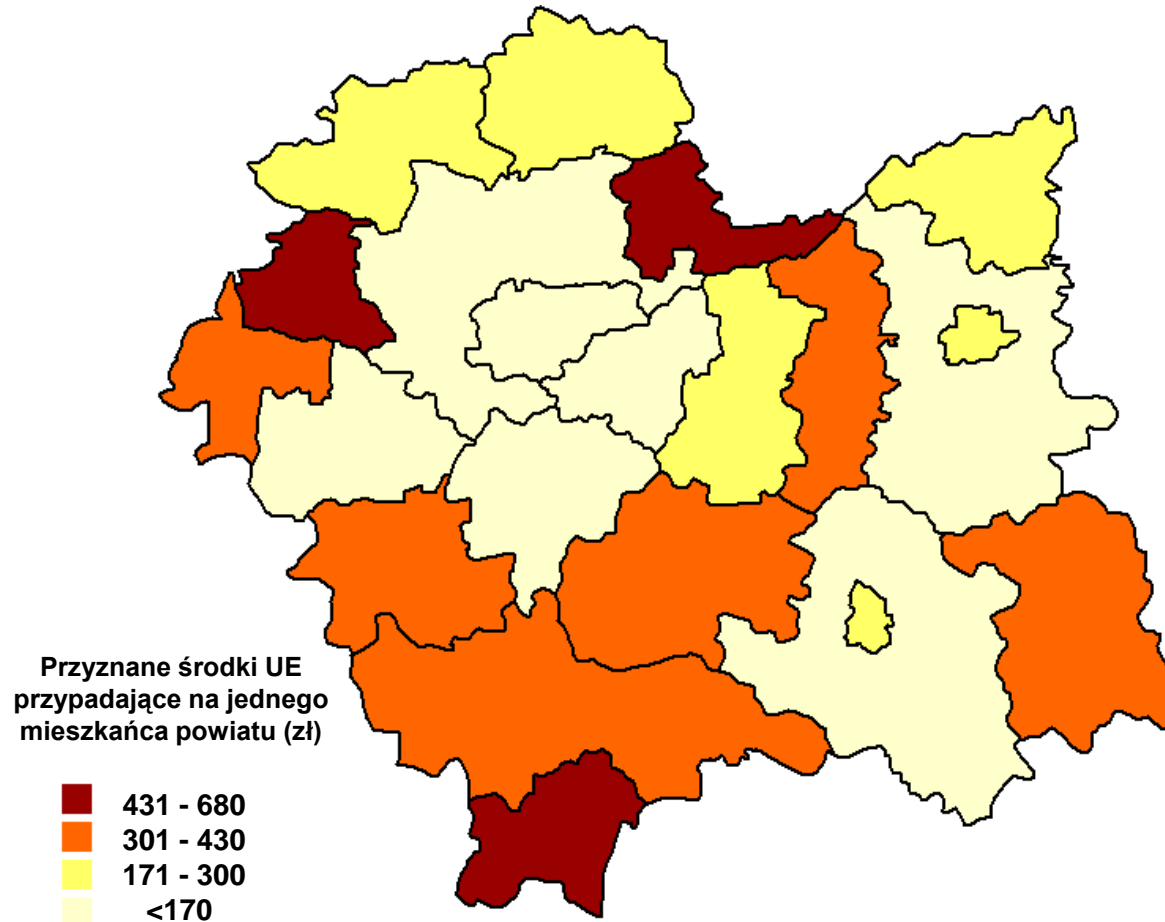 Przyznane środki UE
przypadające na jednego
mieszkańca powiatu (zł)
431 - 680
301 - 430
171 - 300
<170